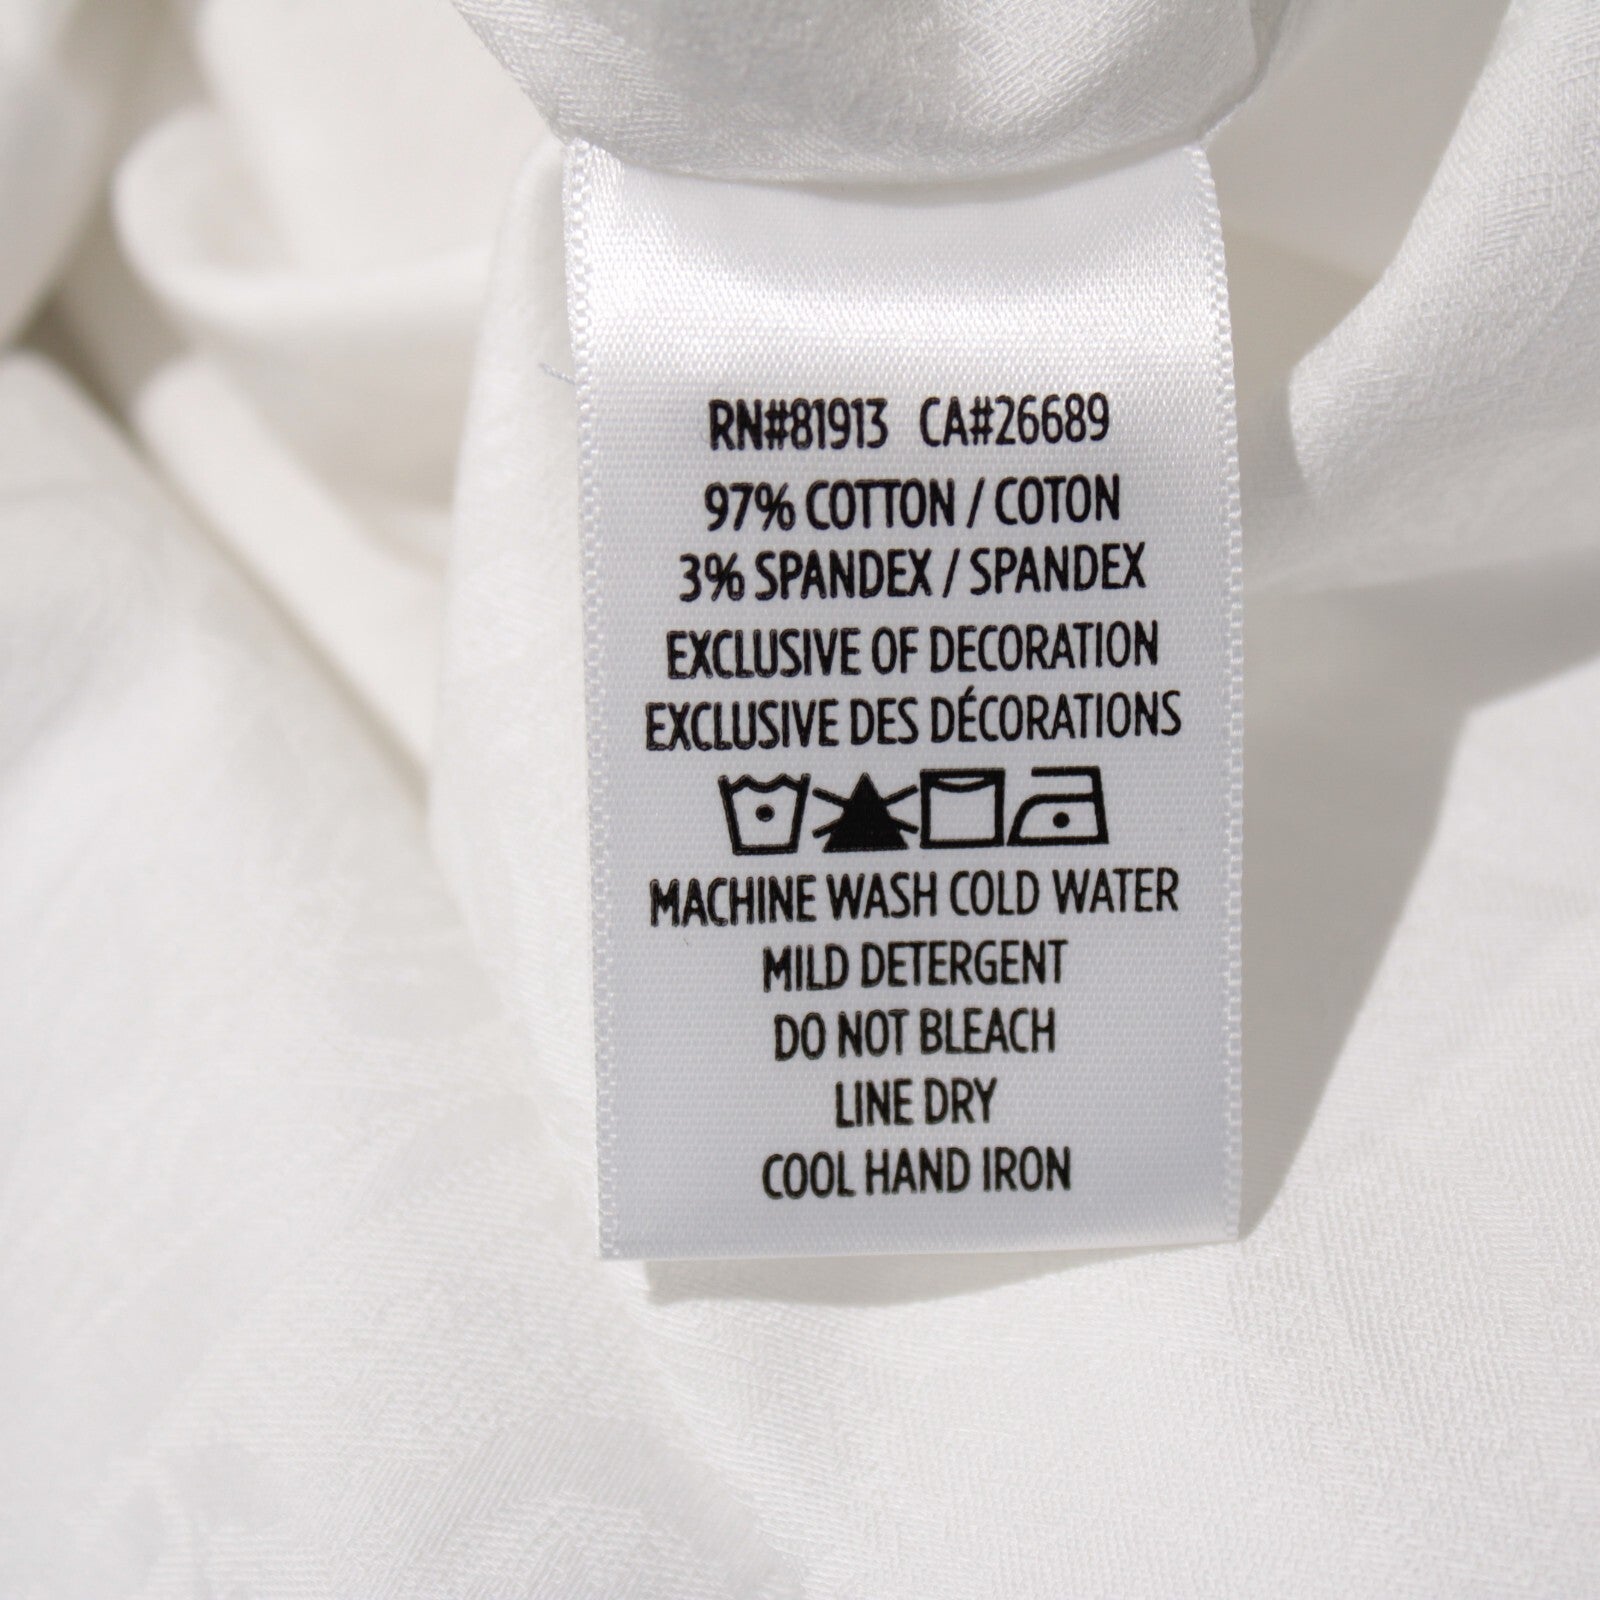 RN#81913 CA#26689
97% COTTON / COTON
3% SPANDEX / SPANDEX
EXCLUSIVE OF DECORATION
EXCLUSIVE DES DÉCORATIONS
MACHINE WASH COLD WATER
MILD DETERGENT
DO NOT BLEACH
LINE DRY
COOL HAND IRON